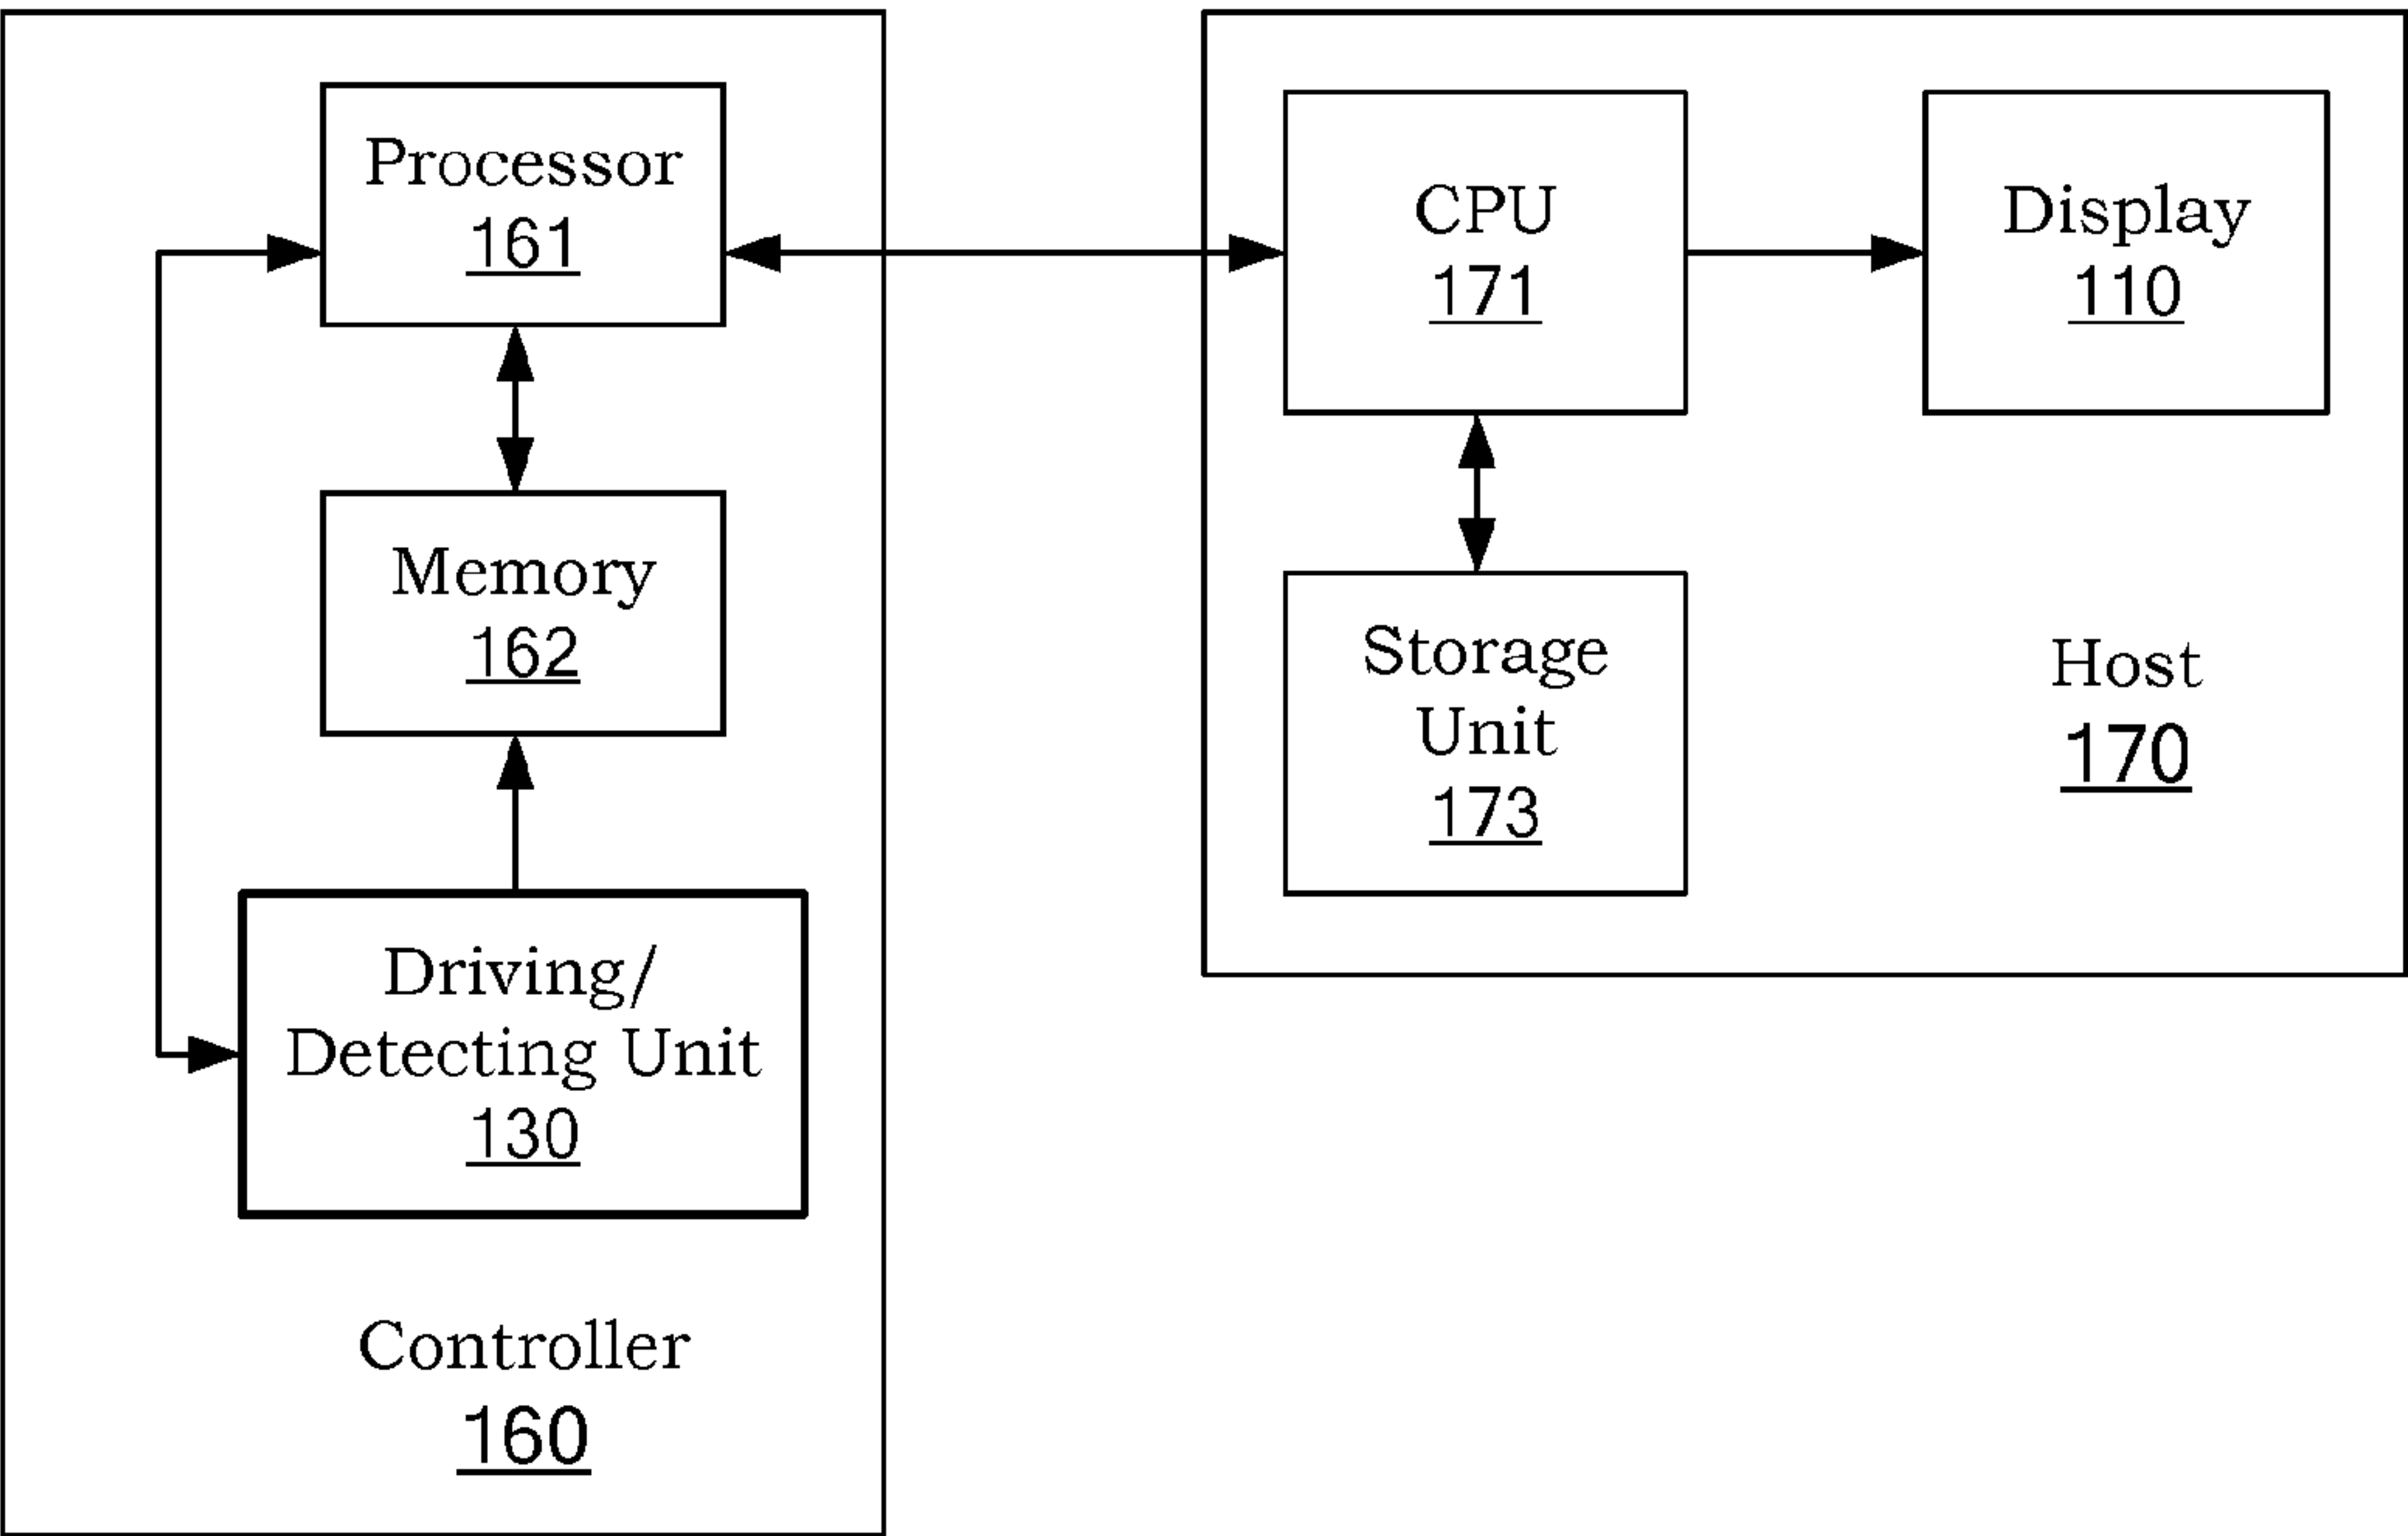 Processor
161
Memory
162
Driving/
Detecting Unit
130
Controller
160
CPU
171
Display
110
Storage
Unit
173
Host
170